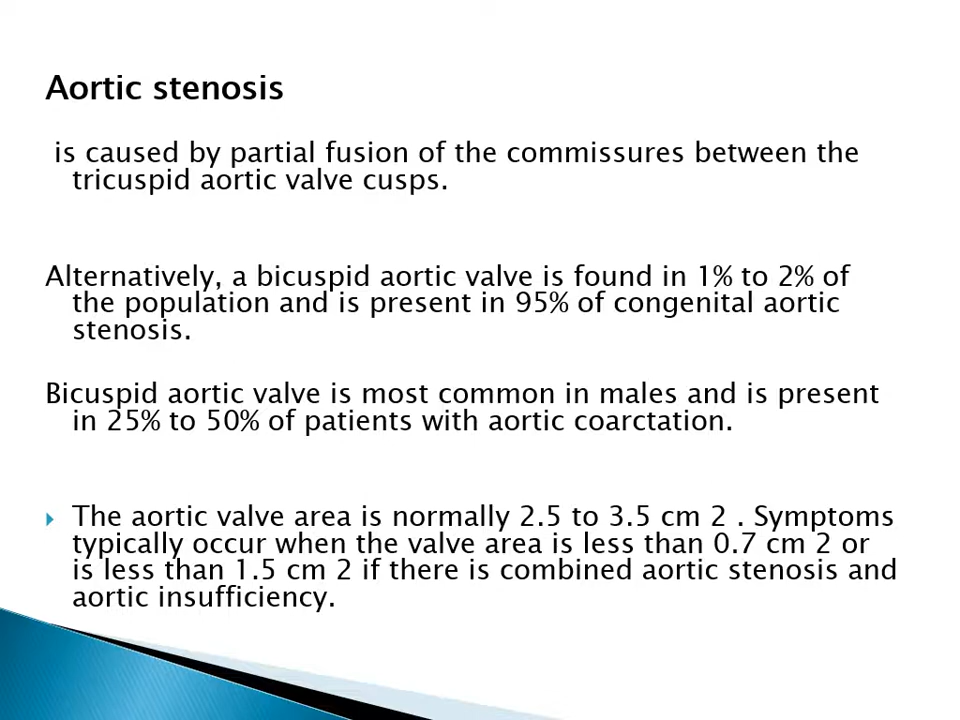 Aortic stenosis
is caused by partial fusion of the commissures between the
tricuspid aortic valve cusps.
Alternatively, a bicuspid aortic valve is found in 1% to 2% of
the population and is present in 95% of congenital aortic
stenosis.
Bicuspid aortic valve is most common in males and is present
in 25% to 50% of patients with aortic coarctation.
The aortic valve area is normally 2.5 to 3.5 cm 2 . Symptoms
typically occur when the valve area is less than 0.7 cm 2 or
is less than 1.5 cm 2 if there is combined aortic stenosis and
aortic insufficiency.